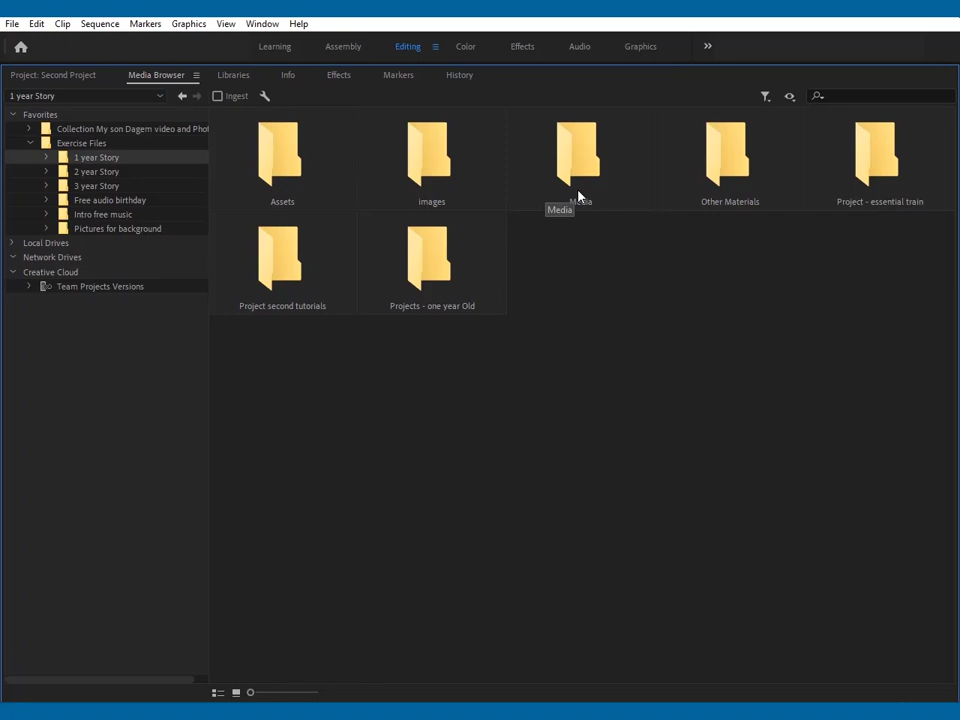 File Edit Clip Sequence Markers Graphics View Window Help
Learning Assembly Editing Color Effects Audio Graphics
Project: Second Project Media Browser Libraries Info Effects Markers History
1 year Story Ingest
Favorites
Collection My son Dagem video and Phot
Exercise Files
1 year Story
2 year Story
3 year Story
Free audio birthday
Intro free music
Pictures for background
Local Drives
Network Drives
Creative Cloud
Team Projects Versions
Assets images Media Other Materials Project - essential train
Media
Project second tutorials Projects - one year Old